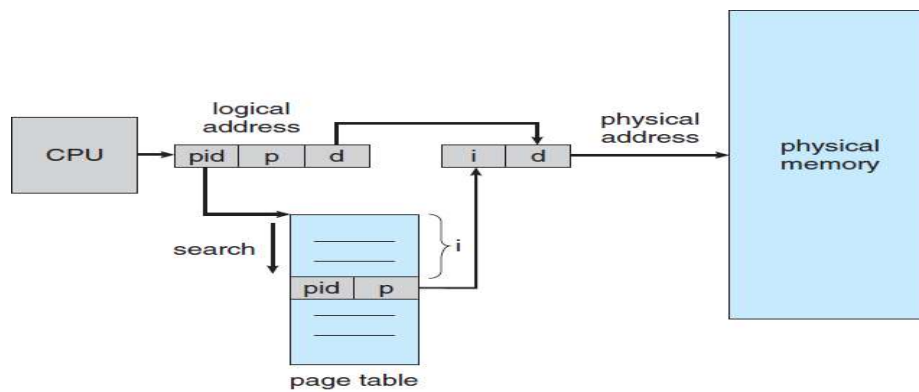 logical
address
physical
address
CPU
pid p d
i d
physical
memory
search
i
pid p
page table